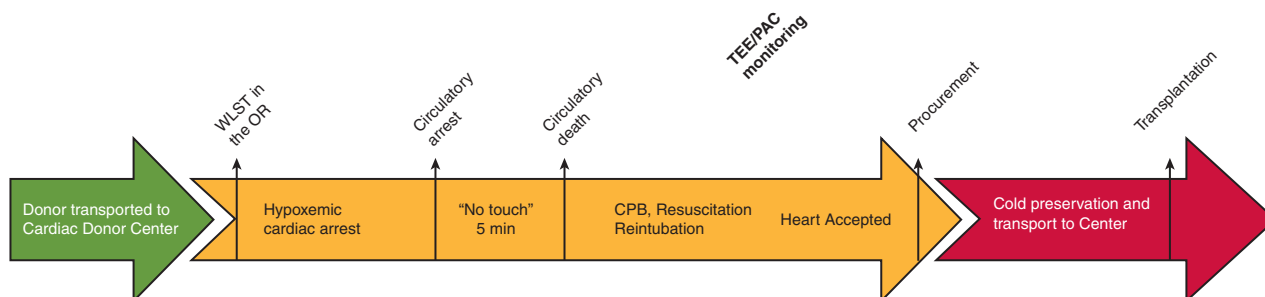 TEE/PAC
monitoring
WLST in
the OR
Circulatory
arrest
Circulatory
death
Procurement
Transplantation
Donor transported to
Cardiac Donor Center
Hypoxemic
cardiac arrest
“No touch”
5 min
CPB, Resuscitation
Reintubation
Heart Accepted
Cold preservation and
transport to Center